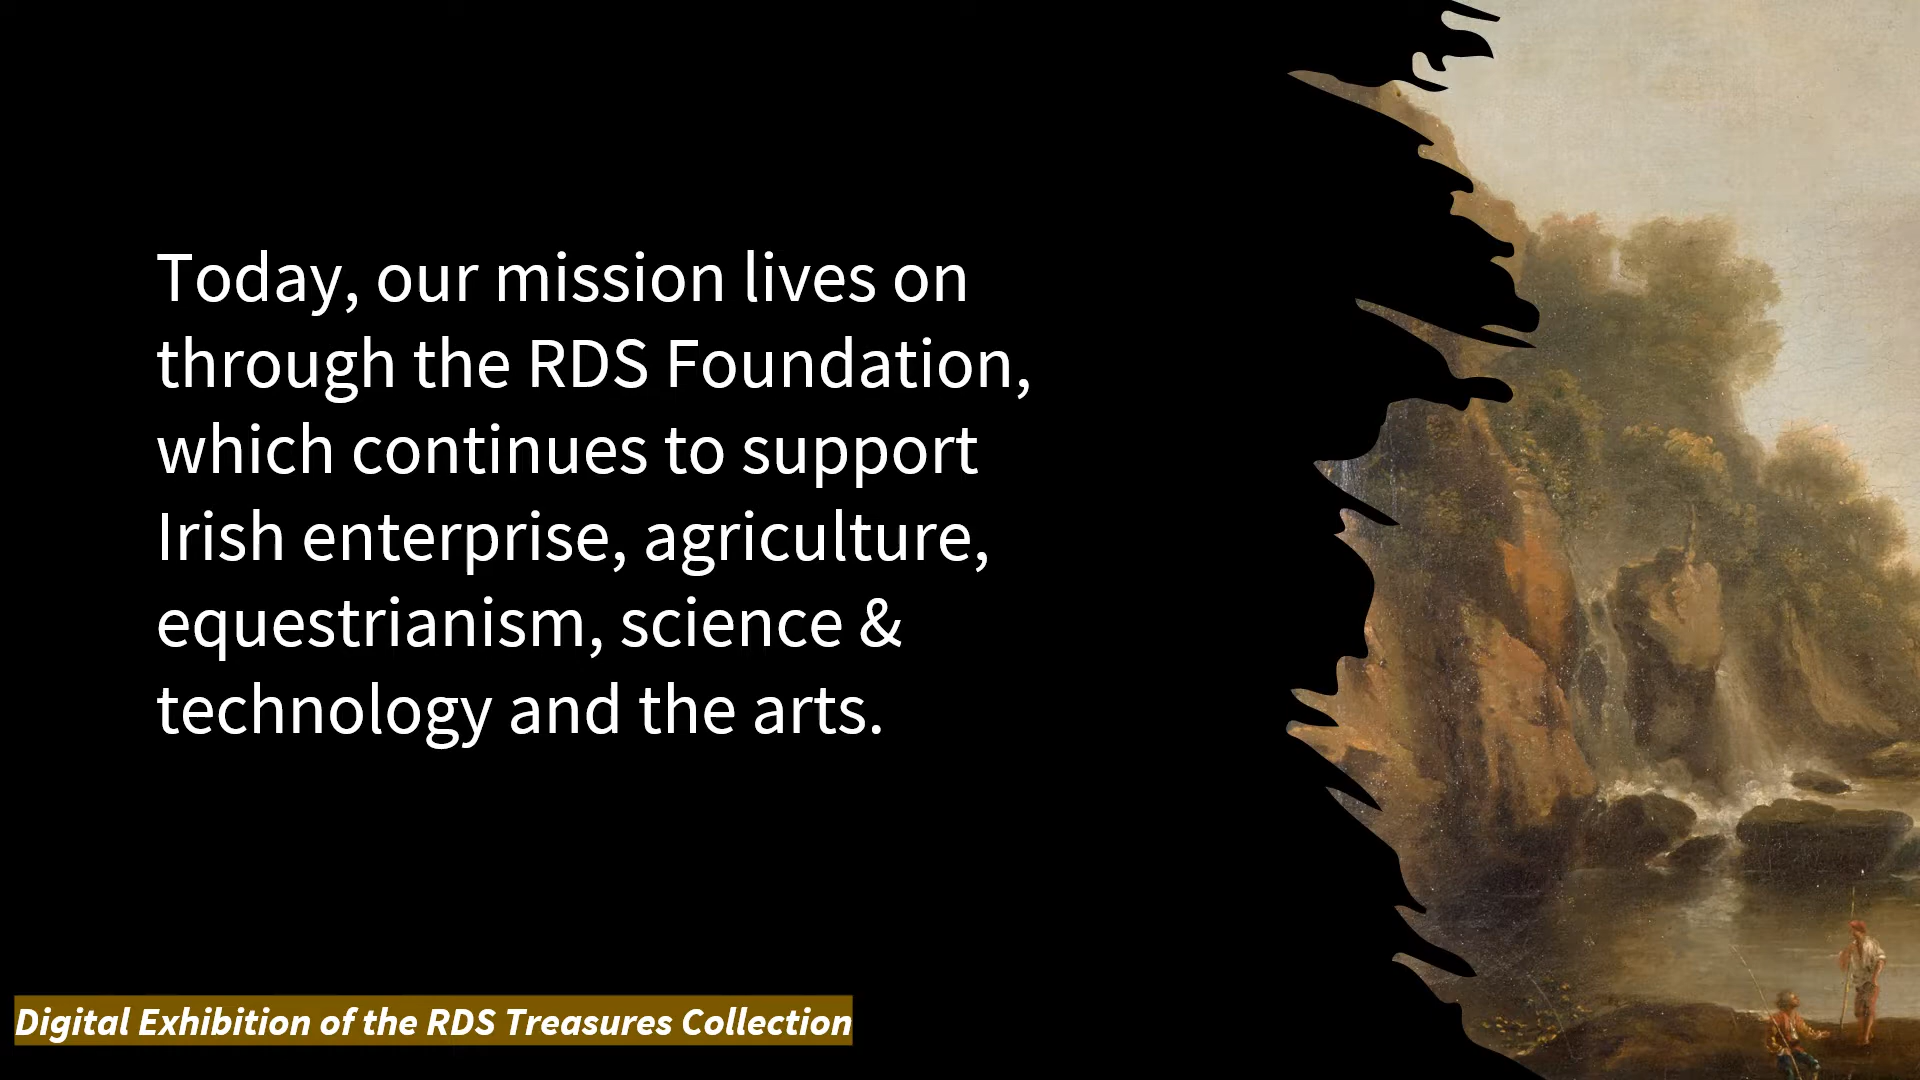 Today, our mission lives on
through the RDS Foundation,
which continues to support
Irish enterprise, agriculture,
equestrianism, science &
technology and the arts.
Digital Exhibition of the RDS Treasures Collection